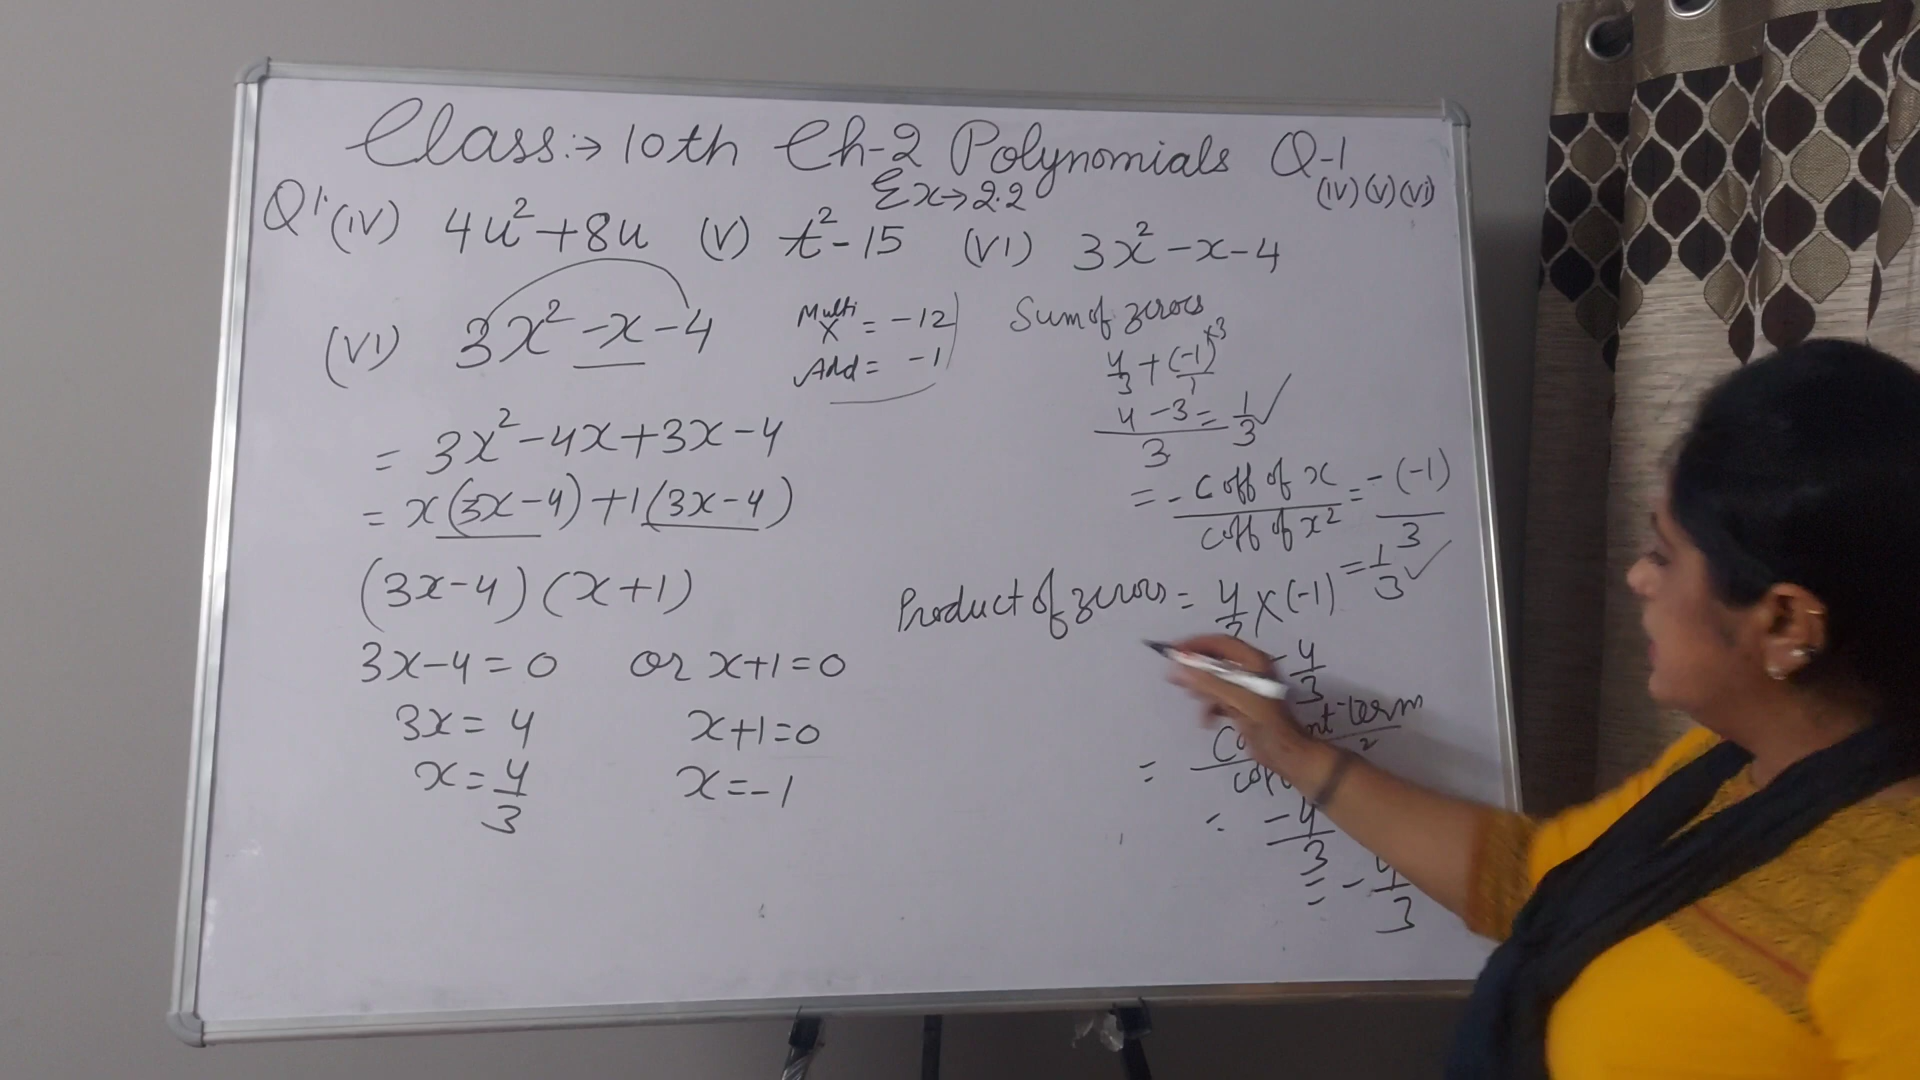 Class:→ 10th Ch-2 Polynomials Q-1
Ex→2.2 (IV)(V)(VI)
Q1.(IV) 4u²+8u (V) t²-15 (VI) 3x²-x-4
(VI) 3x²-x-4
Multi
x = -12
Add = -1
= 3x²-4x+3x-4
= x(3x-4)+1(3x-4)
(3x-4)(x+1)
3x-4=0 or x+1=0
3x=4 x+1=0
x=4/3 x=-1
Sum of zeroes
4/3+(-1)/1 ×3
4-3/3=1/3 ✓
=-Coff of x/Coff of x²=-(-1)/3
=1/3 ✓
Product of zeroes = 4/3×(-1)
-4/3
= term/ ²
= -4/3
= -4/3